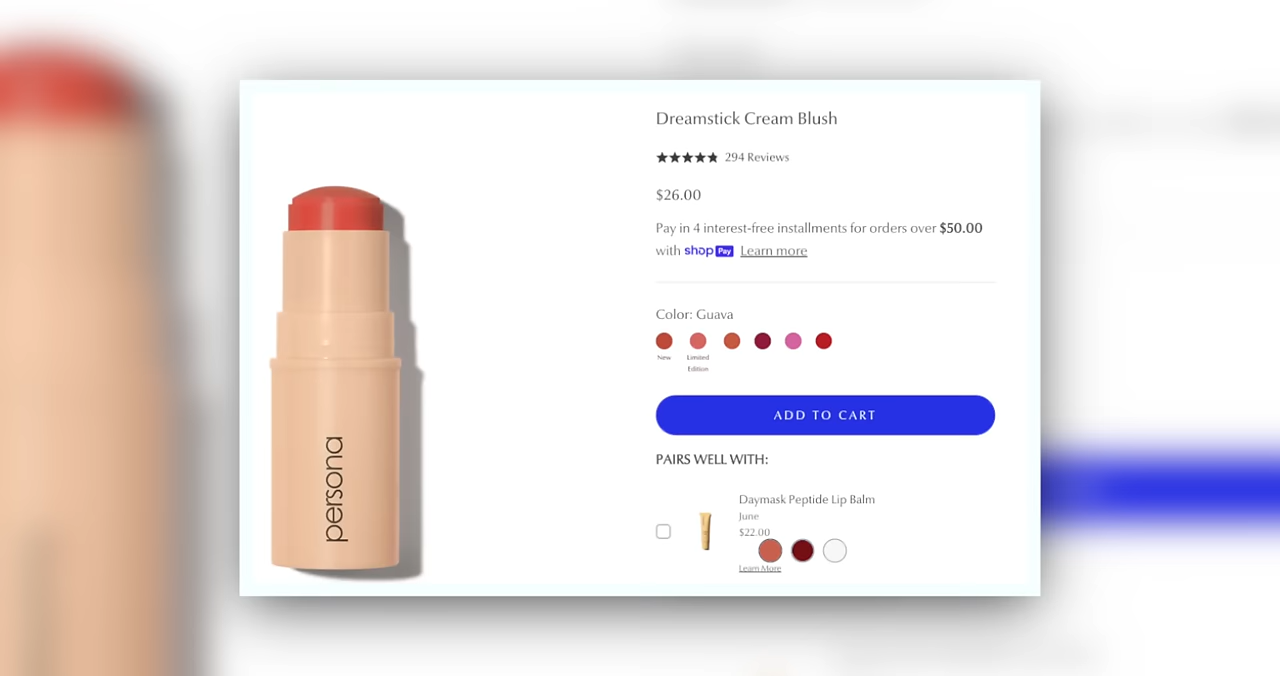 Dreamstick Cream Blush
294 Reviews
$26.00
Pay in 4 interest-free installments for orders over $50.00
with shop Pay Learn more
Color: Guava
New
Limited
Edition
ADD TO CART
PAIRS WELL WITH:
Daymask Peptide Lip Balm
June
$22.00
Learn More
persona